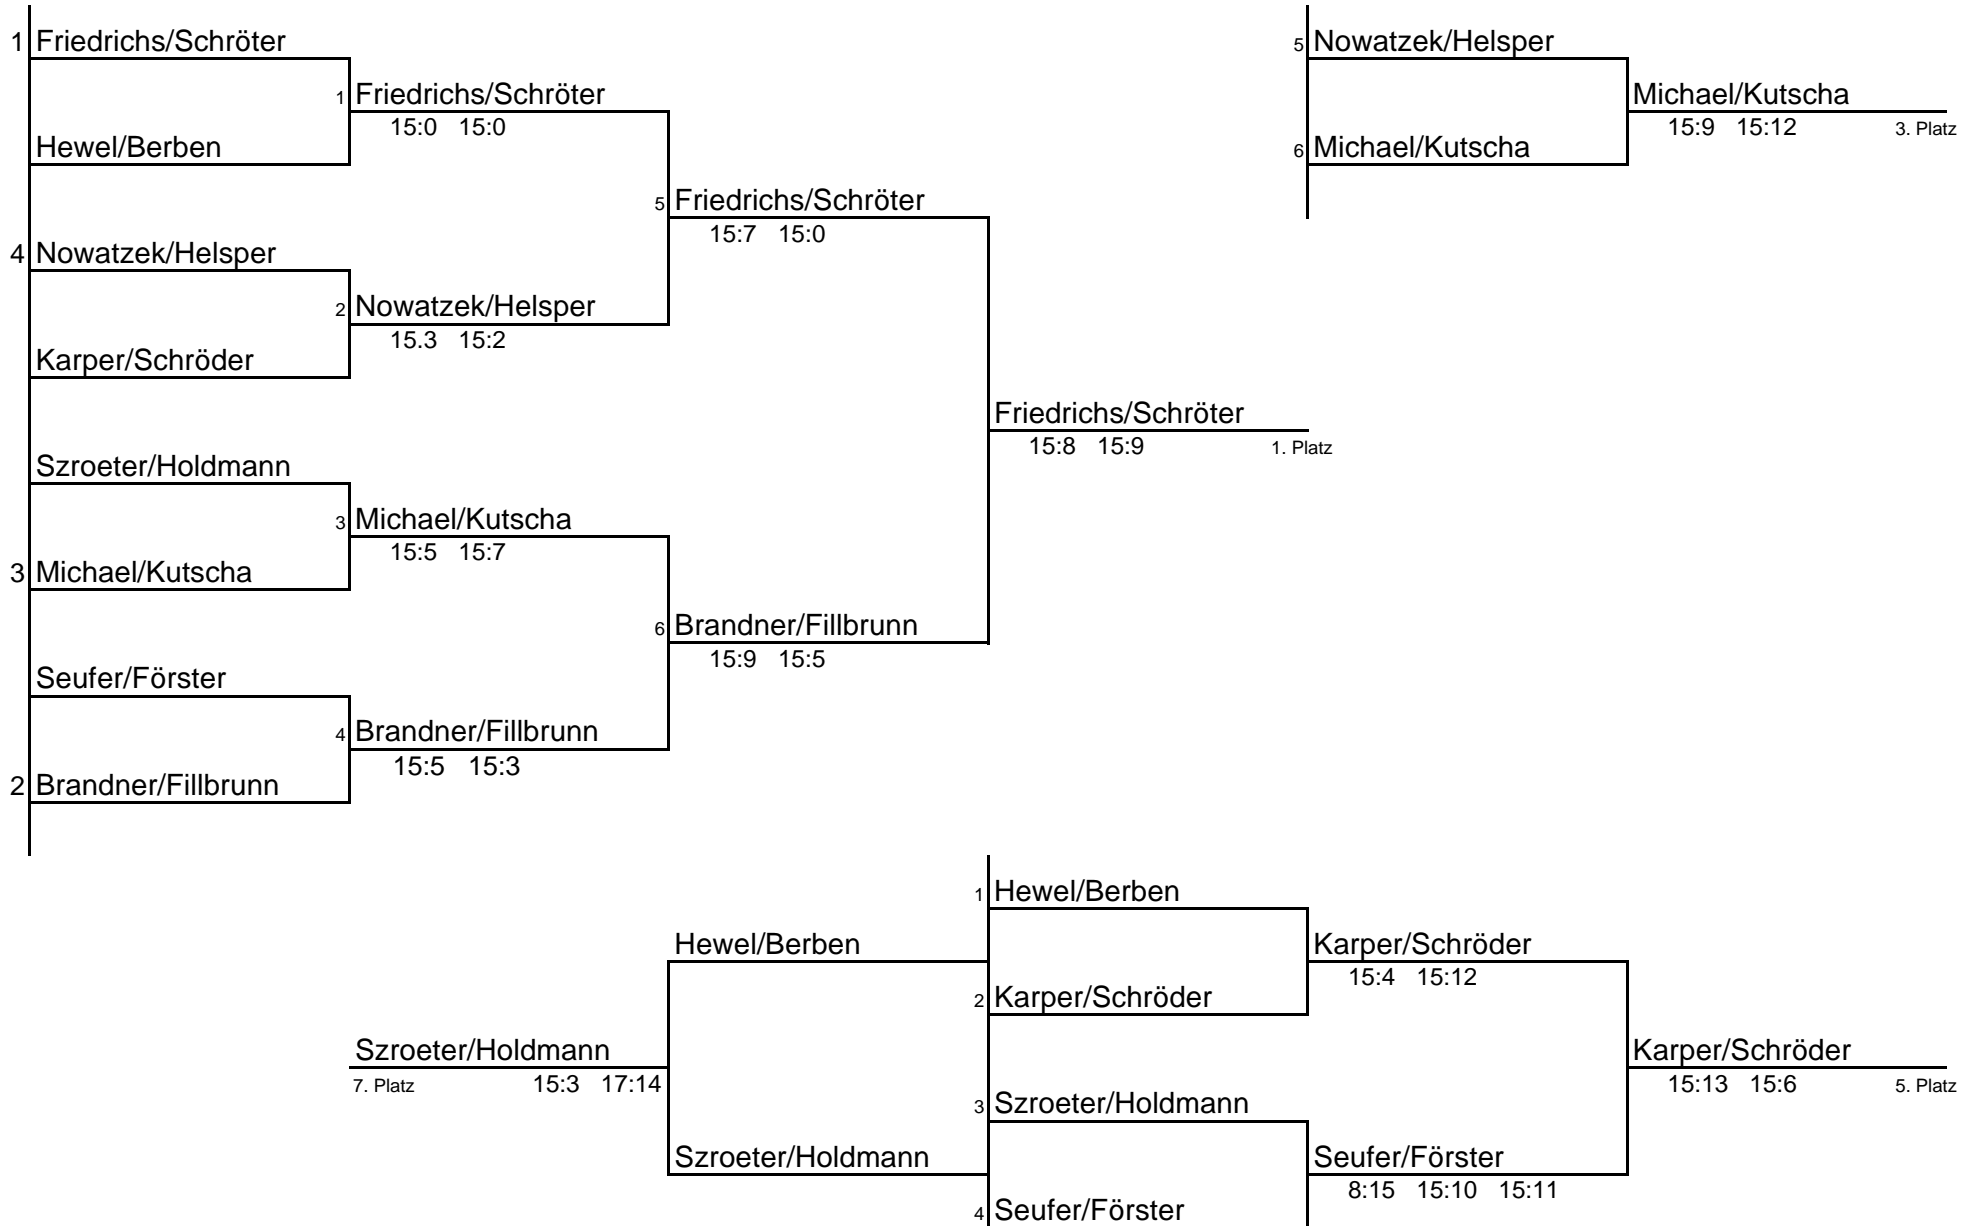 1 Friedrichs/Schröter
5 Nowatzek/Helsper
1 Friedrichs/Schröter
15:0 15:0
Michael/Kutscha
15:9 15:12 3. Platz
Hewel/Berben
6 Michael/Kutscha
5 Friedrichs/Schröter
15:7 15:0
4 Nowatzek/Helsper
2 Nowatzek/Helsper
15.3 15:2
Karper/Schröder
Friedrichs/Schröter
15:8 15:9 1. Platz
Szroeter/Holdmann
3 Michael/Kutscha
15:5 15:7
3 Michael/Kutscha
6 Brandner/Fillbrunn
15:9 15:5
Seufer/Förster
4 Brandner/Fillbrunn
15:5 15:3
2 Brandner/Fillbrunn
1 Hewel/Berben
Hewel/Berben
Karper/Schröder
15:4 15:12
2 Karper/Schröder
Szroeter/Holdmann
7. Platz 15:3 17:14
Karper/Schröder
15:13 15:6 5. Platz
3 Szroeter/Holdmann
Szroeter/Holdmann
Seufer/Förster
8:15 15:10 15:11
4 Seufer/Förster